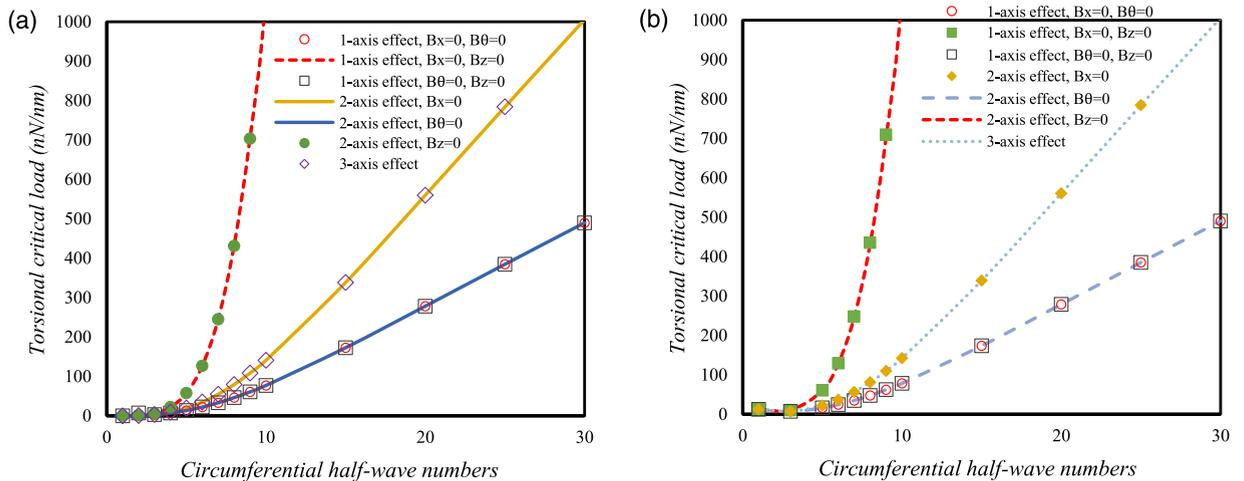 (a)
1000
900
800
700
600
500
400
300
200
100
0
Torsional critical load (nN/nm)
1-axis effect, Bx=0, Bθ=0
1-axis effect, Bx=0, Bz=0
1-axis effect, Bθ=0, Bz=0
2-axis effect, Bx=0
2-axis effect, Bθ=0
2-axis effect, Bz=0
3-axis effect
0 10 20 30
Circumferential half-wave numbers
(b)
1000
900
800
700
600
500
400
300
200
100
0
Torsional critical load (nN/nm)
1-axis effect, Bx=0, Bθ=0
1-axis effect, Bx=0, Bz=0
1-axis effect, Bθ=0, Bz=0
2-axis effect, Bx=0
2-axis effect, Bθ=0
2-axis effect, Bz=0
3-axis effect
0 10 20 30
Circumferential half-wave numbers